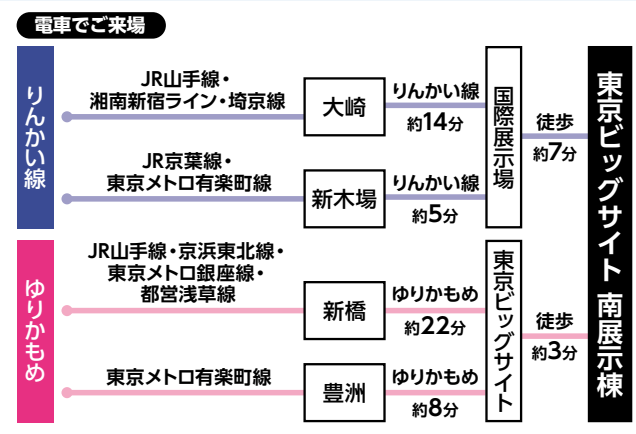 電車でご来場
りんかい線
JR山手線・
湘南新宿ライン・埼京線
大崎
りんかい線
約14分
JR京葉線・
東京メトロ有楽町線
新木場
りんかい線
約5分
国際展示場
徒歩
約7分
ゆりかもめ
JR山手線・京浜東北線・
東京メトロ銀座線・
都営浅草線
新橋
ゆりかもめ
約22分
東京メトロ有楽町線
豊洲
ゆりかもめ
約8分
東京ビッグサイト
徒歩
約3分
東京ビッグサイト 南展示棟